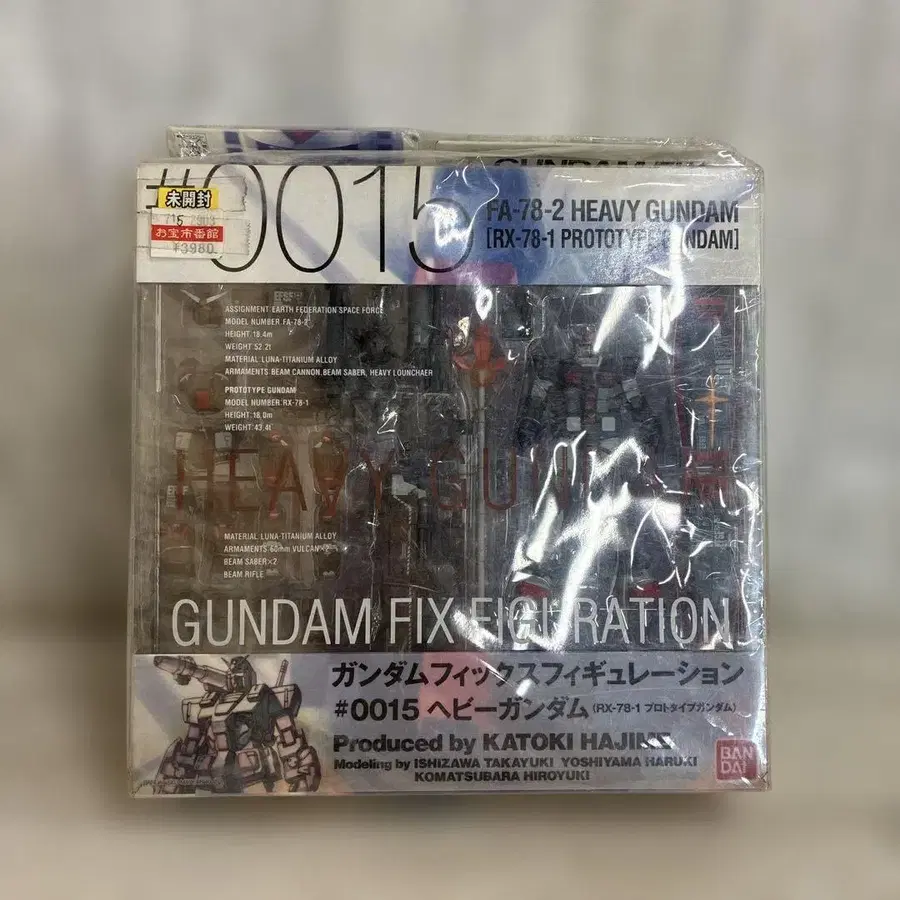 #0015
未開封
お宝市番館
¥3980
FA-78-2 HEAVY GUNDAM
[RX-78-1 PROTOTYPE GUNDAM]
ASSIGNMENT:EARTH FEDERATION SPACE FORCE
MODEL NUMBER:FA-78-2
HEIGHT:18.4m
WEIGHT:52.2t
MATERIAL:LUNA-TITANIUM ALLOY
ARMAMENTS:BEAM CANNON,BEAM SABER, HEAVY LOUNCHAER
PROTOTYPE GUNDAM
MODEL NUMBER:RX-78-1
HEIGHT:18.0m
WEIGHT:43.4t
HEAVY GUNDAM
MATERIAL:LUNA-TITANIUM ALLOY
ARMAMENTS:60mm VULCAN×2
BEAM SABER×2
BEAM RIFLE
GUNDAM FIX FIGURATION
ガンダムフィックスフィギュレーション
#0015 ヘビーガンダム(RX-78-1 プロトタイプガンダム)
Produced by KATOKI HAJIME
Modeling by ISHIZAWA TAKAYUKI YOSHIYAMA HARUKI
KOMATSUBARA HIROYUKI
BAN
DAI